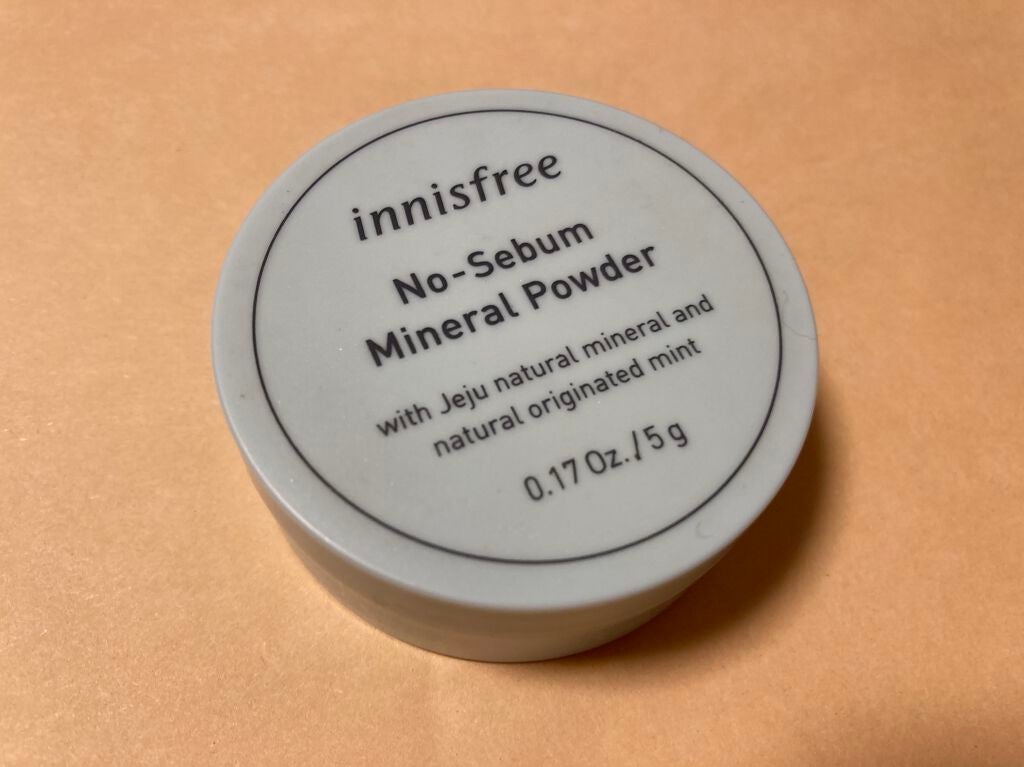 innisfree
No-Sebum
Mineral Powder
with Jeju natural mineral and
natural originated mint
0.17 Oz./5 g